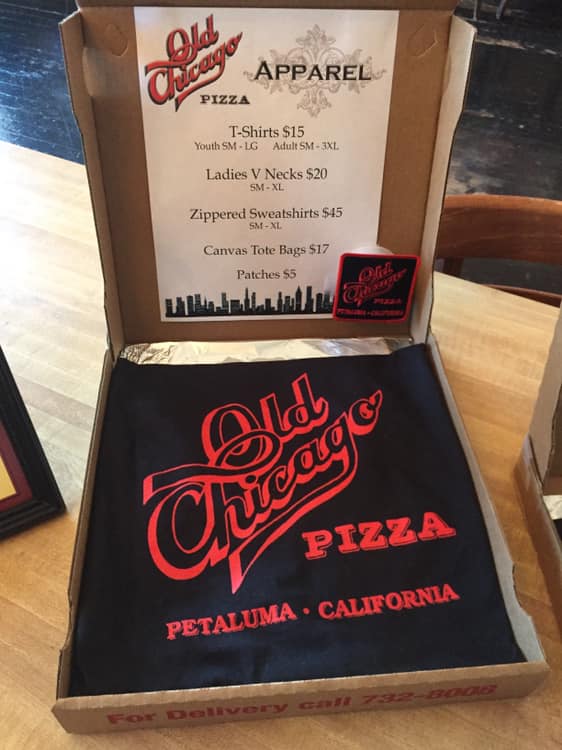 Old
Chicago
PIZZA
APPAREL
T-Shirts $15
Youth SM - LG Adult SM - 3XL
Ladies V Necks $20
SM - XL
Zippered Sweatshirts $45
SM - XL
Canvas Tote Bags $17
Patches $5
Old
Chicago
PIZZA
PETALUMA • CALIFORNIA
Old
Chicago
PIZZA
PETALUMA • CALIFORNIA
For Delivery call 732-8008